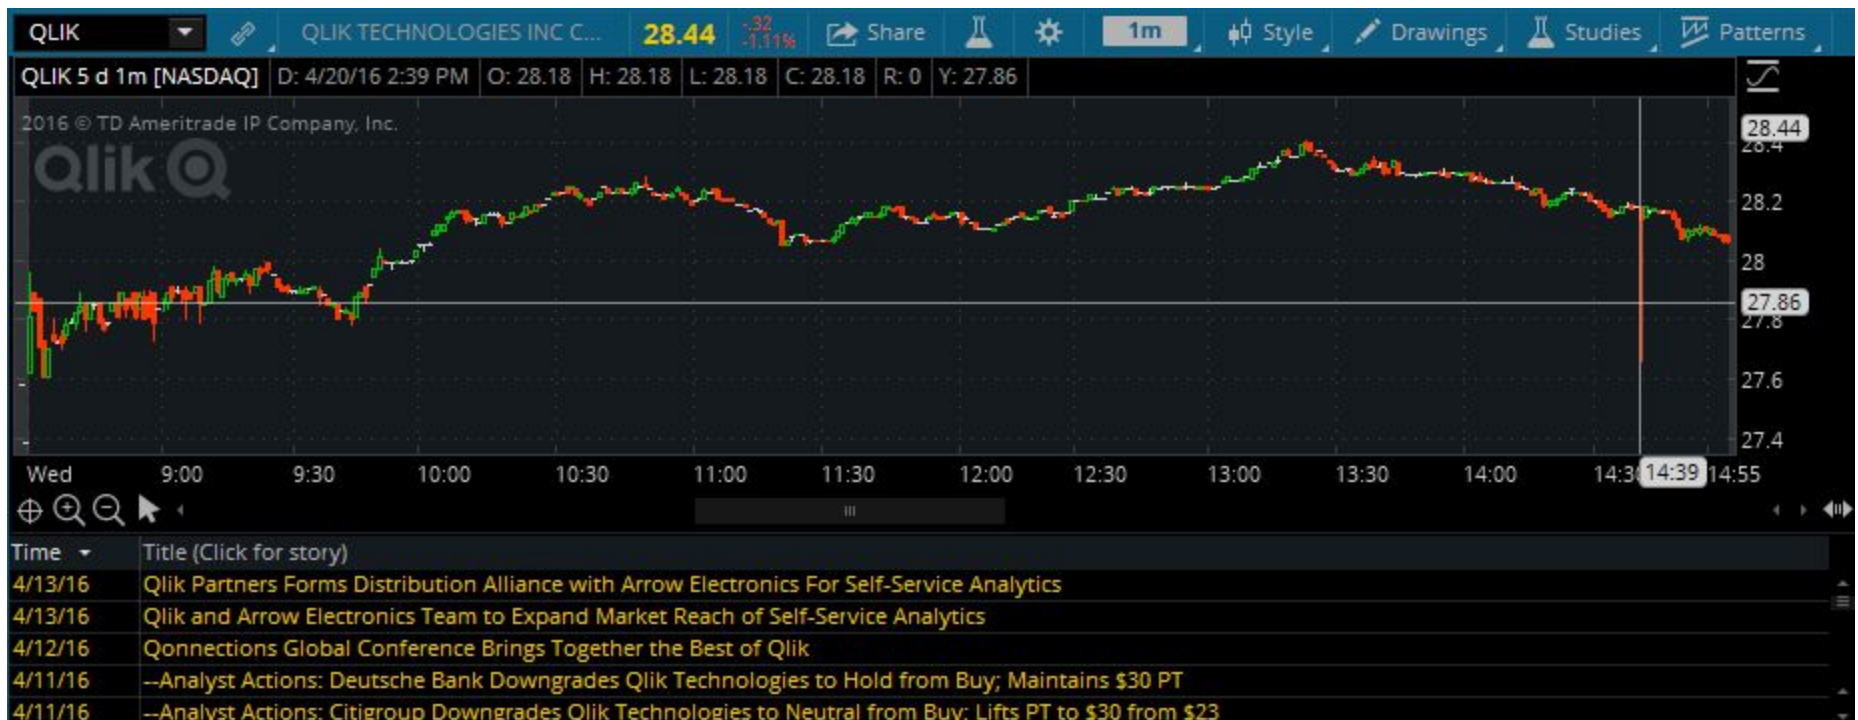 QLIK QLIK TECHNOLOGIES INC C... 28.44 -.32 -1.11% Share 1m Style Drawings Studies Patterns
QLIK 5 d 1m [NASDAQ] D: 4/20/16 2:39 PM O: 28.18 H: 28.18 L: 28.18 C: 28.18 R: 0 Y: 27.86
2016 © TD Ameritrade IP Company, Inc.
Qlik
28.44
28.4
28.2
28
27.86
27.8
27.6
27.4
Wed 9:00 9:30 10:00 10:30 11:00 11:30 12:00 12:30 13:00 13:30 14:00 14:3 14:39 14:55
Time Title (Click for story)
4/13/16 Qlik Partners Forms Distribution Alliance with Arrow Electronics For Self-Service Analytics
4/13/16 Qlik and Arrow Electronics Team to Expand Market Reach of Self-Service Analytics
4/12/16 Qonnections Global Conference Brings Together the Best of Qlik
4/11/16 --Analyst Actions: Deutsche Bank Downgrades Qlik Technologies to Hold from Buy; Maintains $30 PT
4/11/16 --Analyst Actions: Citigroup Downgrades Qlik Technologies to Neutral from Buy; Lifts PT to $30 from $23